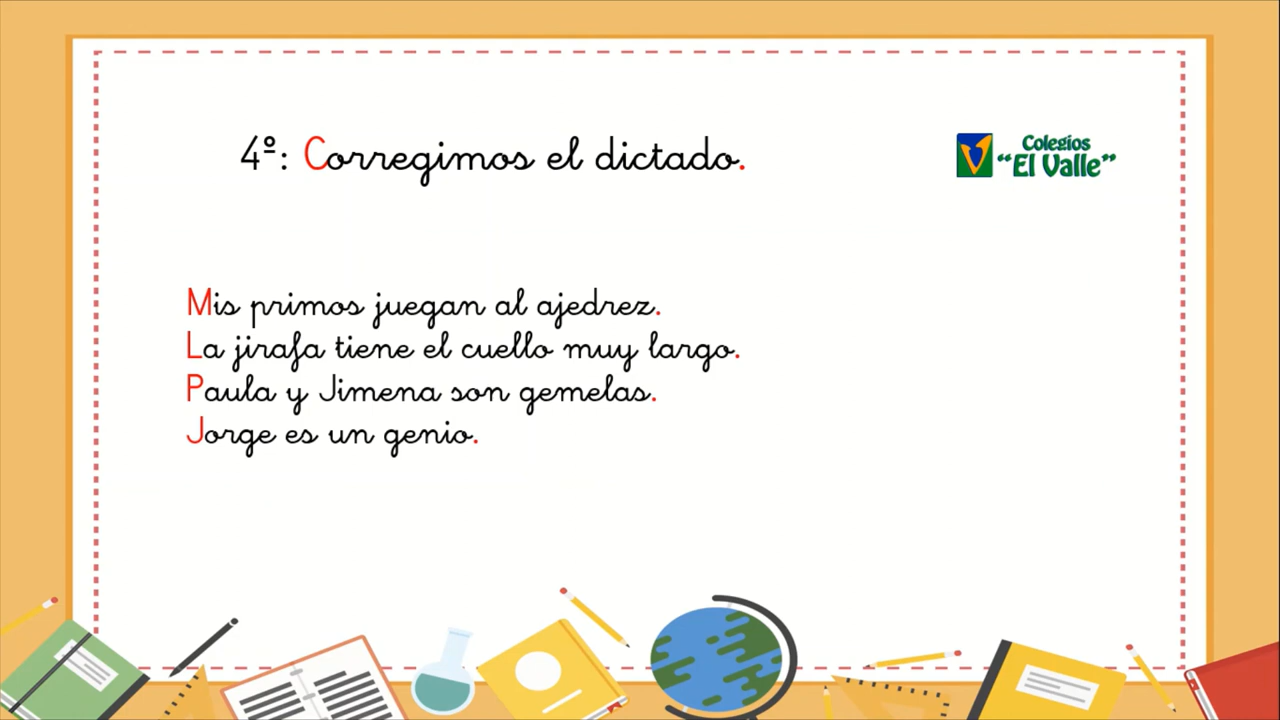 4º: Corregimos el dictado.
Colegios
“El Valle”
Mis primos juegan al ajedrez.
La jirafa tiene el cuello muy largo.
Paula y Jimena son gemelas.
Jorge es un genio.